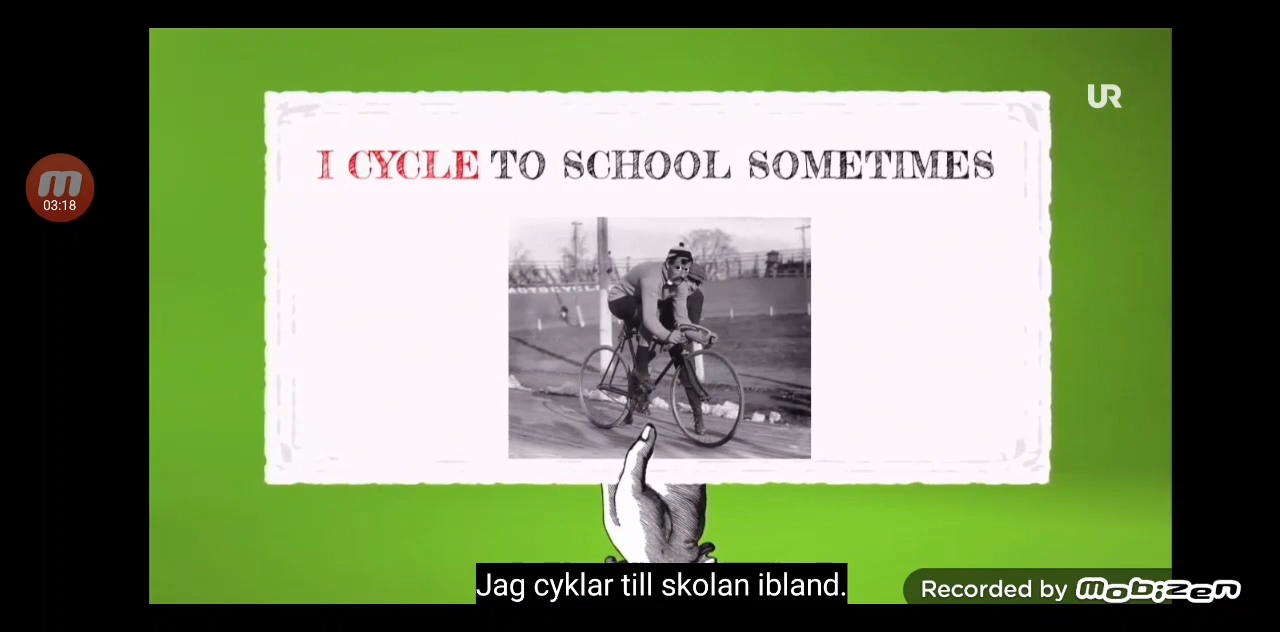 UR
I CYCLE TO SCHOOL SOMETIMES
03:18
Jag cyklar till skolan ibland.
Recorded by mobizen